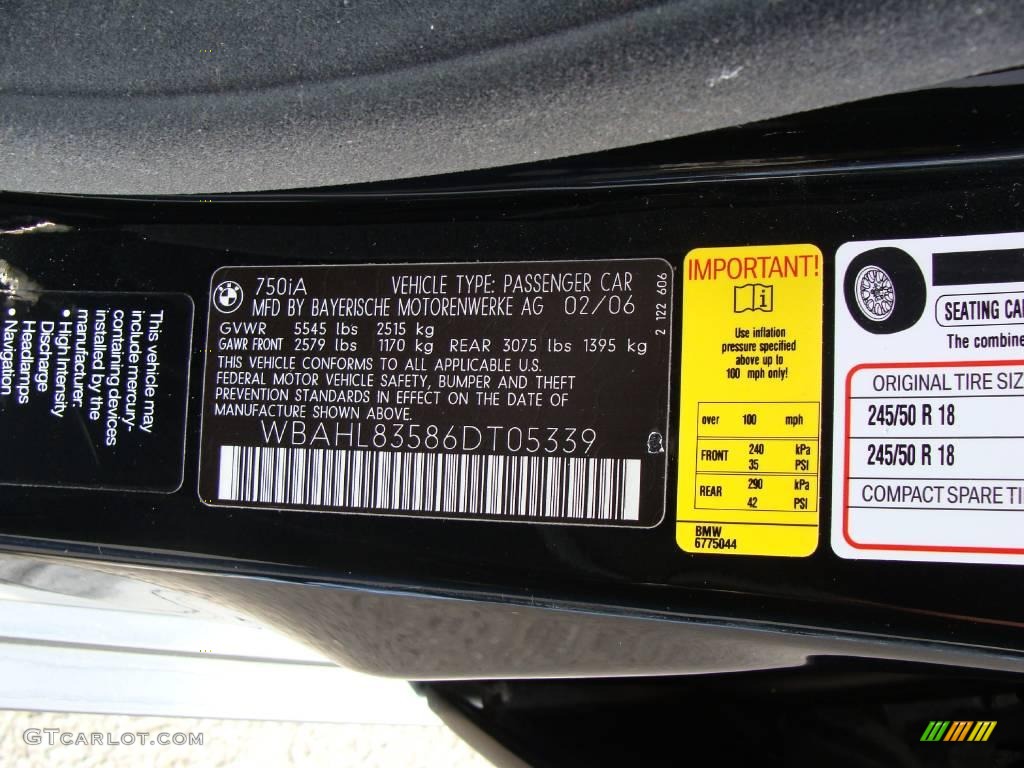 This vehicle may
include mercury-
containing devices
installed by the
manufacturer:
• High Intensity
Discharge
Headlamps
• Navigation
750iA VEHICLE TYPE: PASSENGER CAR
MFD BY BAYERISCHE MOTORENWERKE AG 02/06
GVWR 5545 lbs 2515 kg
GAWR FRONT 2579 lbs 1170 kg REAR 3075 lbs 1395 kg
THIS VEHICLE CONFORMS TO ALL APPLICABLE U.S.
FEDERAL MOTOR VEHICLE SAFETY, BUMPER AND THEFT
PREVENTION STANDARDS IN EFFECT ON THE DATE OF
MANUFACTURE SHOWN ABOVE.
WBAHL83586DT05339
2 122 606
IMPORTANT!
Use inflation
pressure specified
above up to
100 mph only!
over 100 mph
FRONT 240 kPa
35 PSI
REAR 290 kPa
42 PSI
BMW
6775044
SEATING CA
The combine
ORIGINAL TIRE SIZ
245/50 R 18
245/50 R 18
COMPACT SPARE TI
GTCARLOT.COM